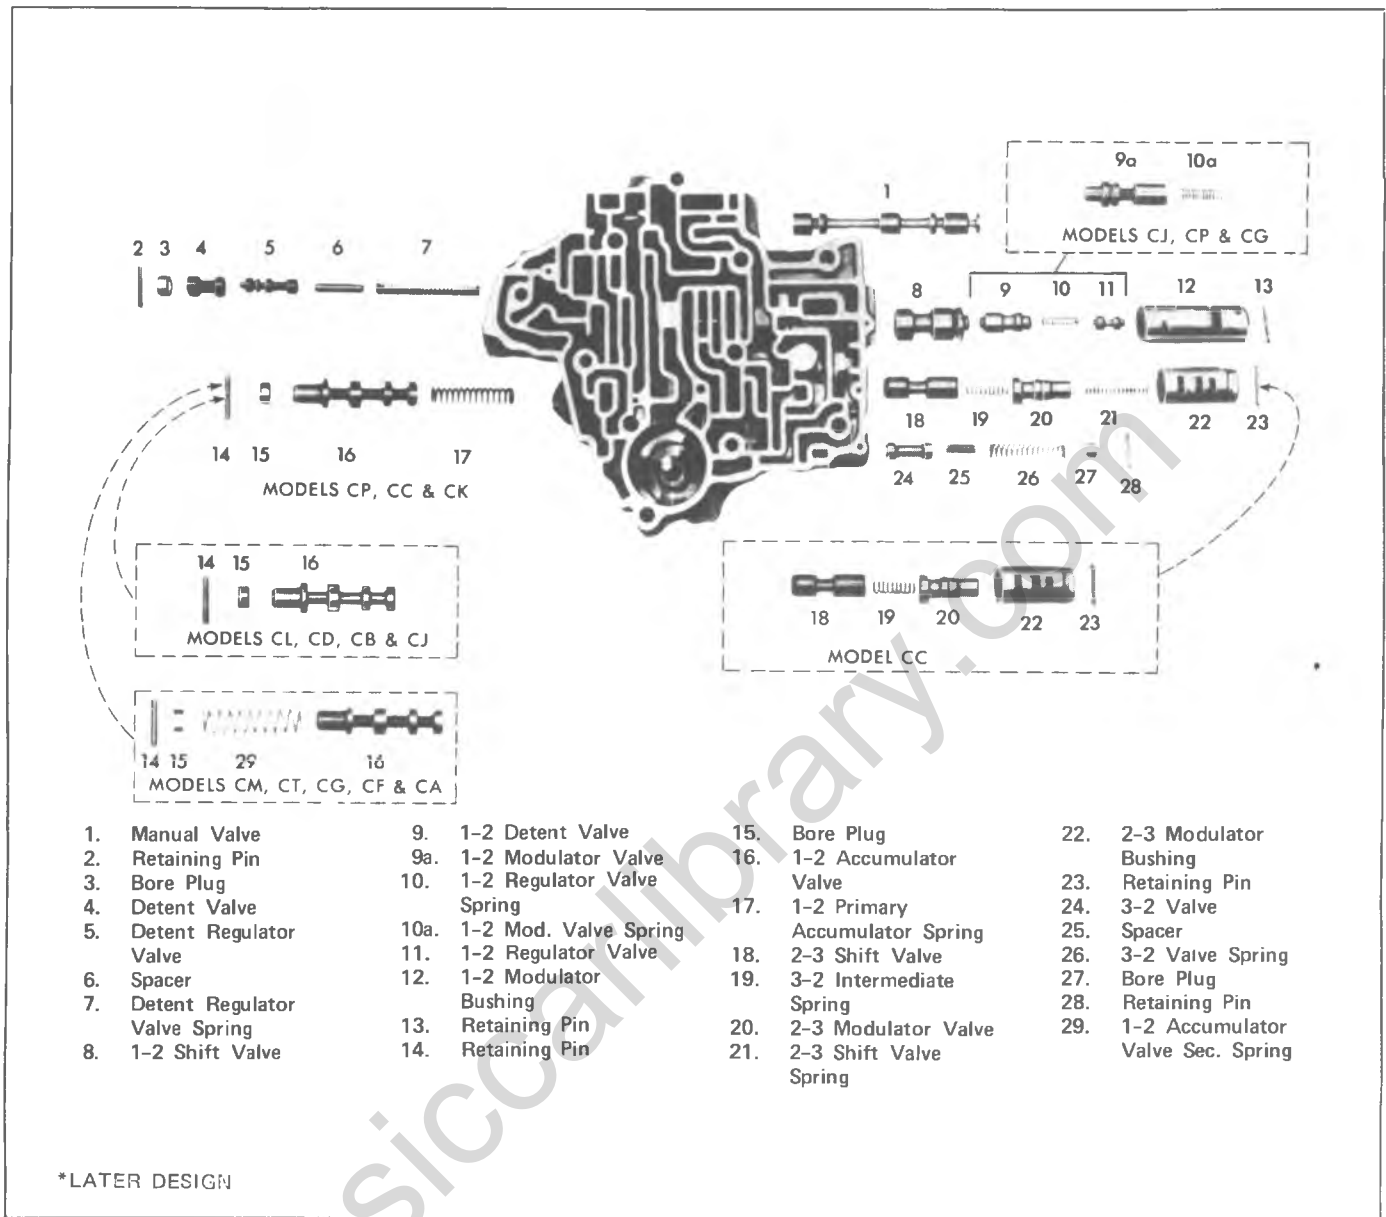 9a 10a
MODELS CJ, CP & CG
1
2 3 4 5 6 7
8 9 10 11 12 13
14 15 16 17
MODELS CP, CC & CK
18 19 20 21 22 23
24 25 26 27 28
14 15 16
MODELS CL, CD, CB & CJ
18 19 20 22 23
MODEL CC
14 15 29 16
MODELS CM, CT, CG, CF & CA
1. Manual Valve
2. Retaining Pin
3. Bore Plug
4. Detent Valve
5. Detent Regulator
Valve
6. Spacer
7. Detent Regulator
Valve Spring
8. 1-2 Shift Valve
9. 1-2 Detent Valve
9a. 1-2 Modulator Valve
10. 1-2 Regulator Valve
Spring
10a. 1-2 Mod. Valve Spring
11. 1-2 Regulator Valve
12. 1-2 Modulator
Bushing
13. Retaining Pin
14. Retaining Pin
15. Bore Plug
16. 1-2 Accumulator
Valve
17. 1-2 Primary
Accumulator Spring
18. 2-3 Shift Valve
19. 3-2 Intermediate
Spring
20. 2-3 Modulator Valve
21. 2-3 Shift Valve
Spring
22. 2-3 Modulator
Bushing
23. Retaining Pin
24. 3-2 Valve
25. Spacer
26. 3-2 Valve Spring
27. Bore Plug
28. Retaining Pin
29. 1-2 Accumulator
Valve Sec. Spring
*LATER DESIGN
siccarlibrary.com